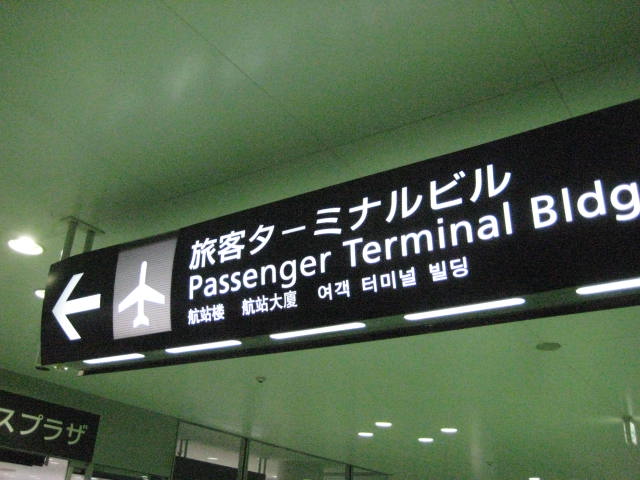 旅客ターミナルビル
Passenger Terminal Bldg
航站楼 航站大廈 여객 터미널 빌딩
スプラザ